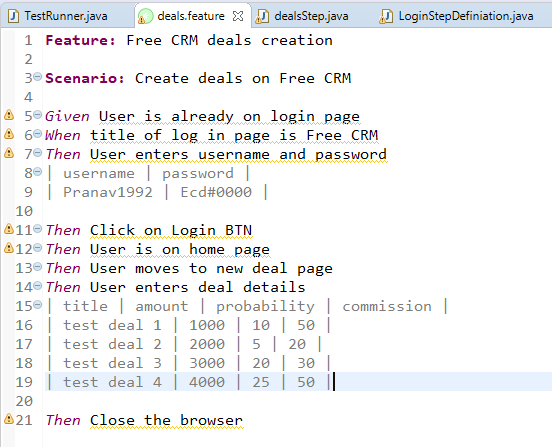 TestRunner.java deals.feature dealsStep.java LoginStepDefiniation.java
1 Feature: Free CRM deals creation
2
3 Scenario: Create deals on Free CRM
4
5 Given User is already on login page
6 When title of log in page is Free CRM
7 Then User enters username and password
8 | username | password |
9 | Pranav1992 | Ecd#0000 |
10
11 Then Click on Login BTN
12 Then User is on home page
13 Then User moves to new deal page
14 Then User enters deal details
15 | title | amount | probability | commission |
16 | test deal 1 | 1000 | 10 | 50 |
17 | test deal 2 | 2000 | 5 | 20 |
18 | test deal 3 | 3000 | 20 | 30 |
19 | test deal 4 | 4000 | 25 | 50 |
20
21 Then Close the browser